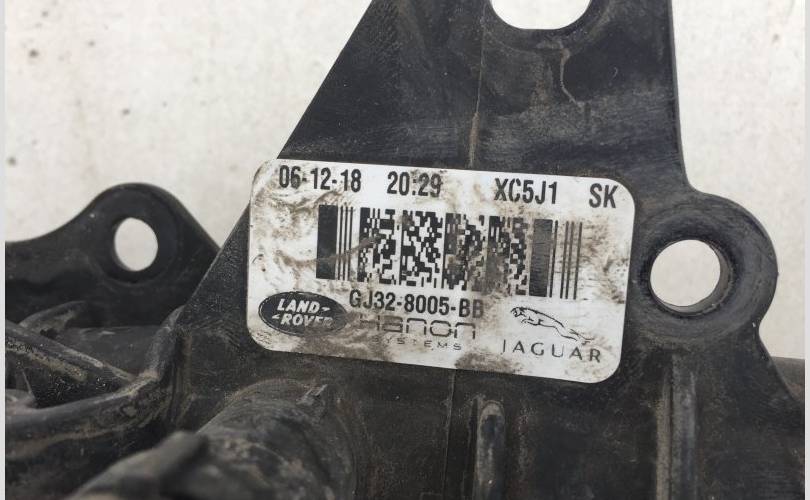 06-12-18 20:29 XC5J1 SK
GJ32-8005-BB
LAND-
-ROVER
Hanon
SYSTEMS
JAGUAR